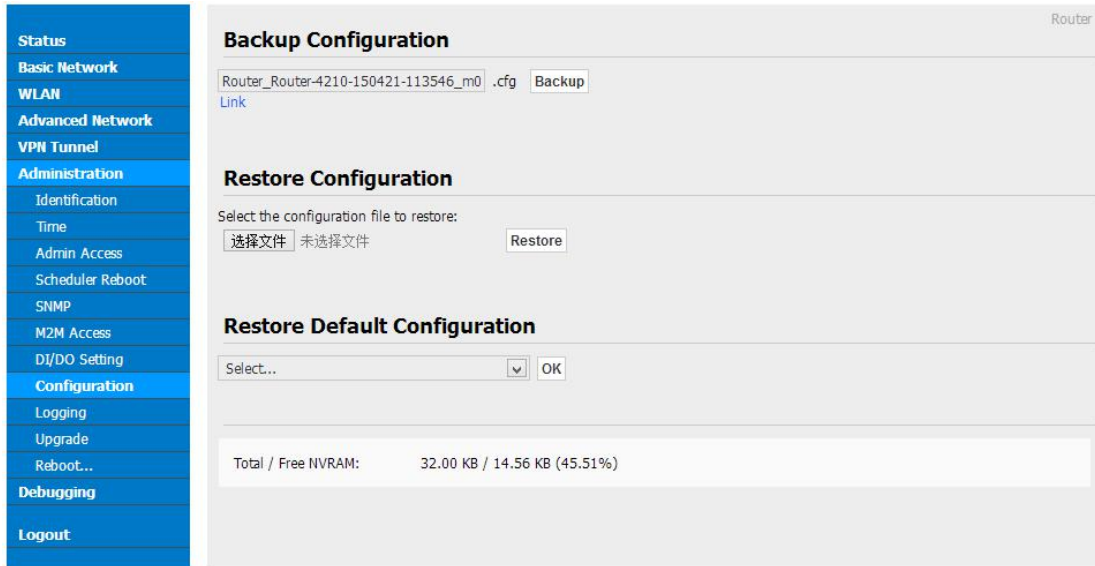 Router
Status
Basic Network
WLAN
Advanced Network
VPN Tunnel
Administration
Identification
Time
Admin Access
Scheduler Reboot
SNMP
M2M Access
DI/DO Setting
Configuration
Logging
Upgrade
Reboot...
Debugging
Logout
Backup Configuration
Router_Router-4210-150421-113546_m0 .cfg Backup
Link
Restore Configuration
Select the configuration file to restore:
选择文件 未选择文件 Restore
Restore Default Configuration
Select... OK
Total / Free NVRAM: 32.00 KB / 14.56 KB (45.51%)